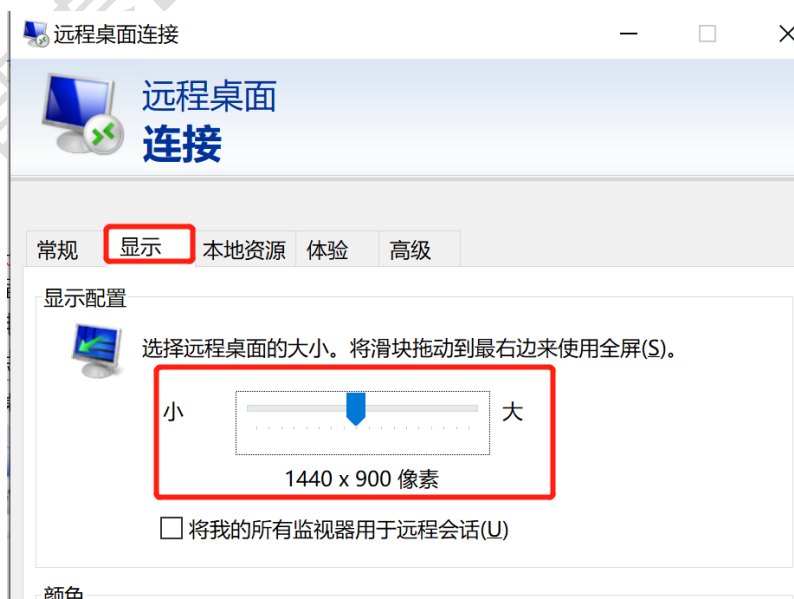 远程桌面连接
远程桌面
连接
常规 显示 本地资源 体验 高级
显示配置
选择远程桌面的大小。将滑块拖动到最右边来使用全屏(S)。
小 大
1440 x 900 像素
将我的所有监视器用于远程会话(U)
颜色